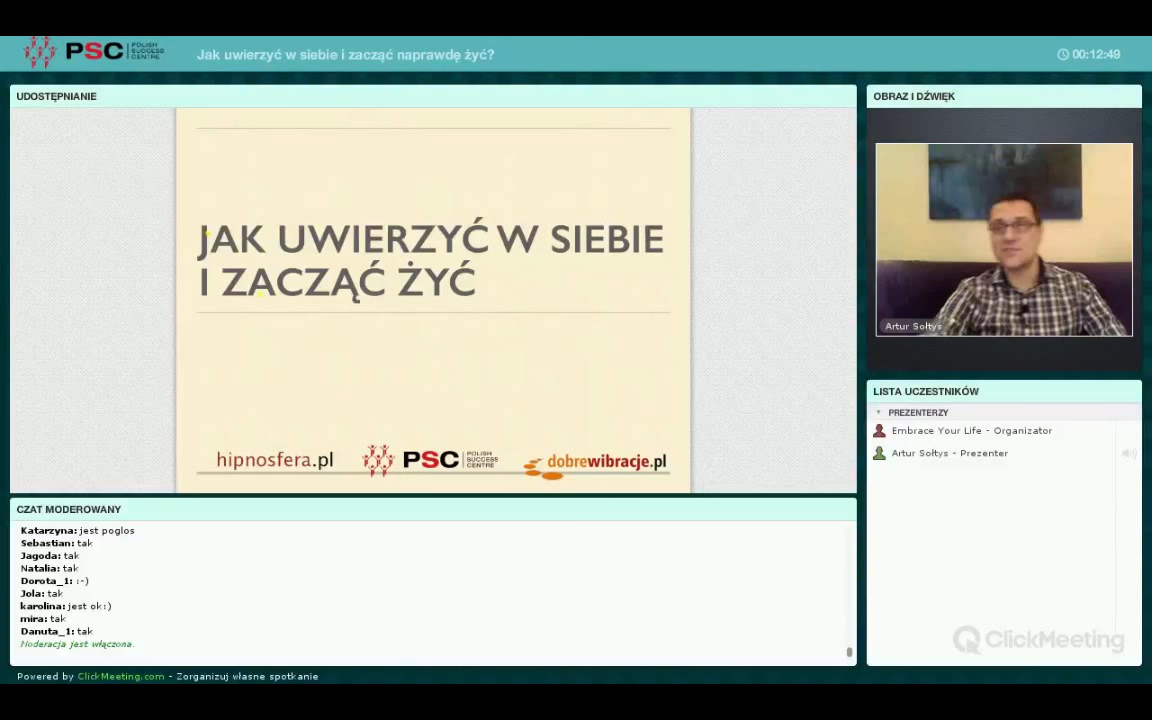 PSC POLISH SUCCESS CENTRE
Jak uwierzyć w siebie i zacząć naprawdę żyć?
00:12:49
UDOSTĘPNIANIE
JAK UWIERZYĆ W SIEBIE
I ZACZĄĆ ŻYĆ
hipnosfera.pl
PSC POLISH SUCCESS CENTRE
dobrewibracje.pl
OBRAZ I DŹWIĘK
Artur Sołtys
LISTA UCZESTNIKÓW
PREZENTERZY
Embrace Your Life - Organizator
Artur Sołtys - Prezenter
ClickMeeting
CZAT MODEROWANY
Katarzyna: jest poglos
Sebastian: tak
Jagoda: tak
Natalia: tak
Dorota_1: :-)
Jola: tak
karolina: jest ok:)
mira: tak
Danuta_1: tak
Moderacja jest włączona.
Powered by ClickMeeting.com - Zorganizuj własne spotkanie